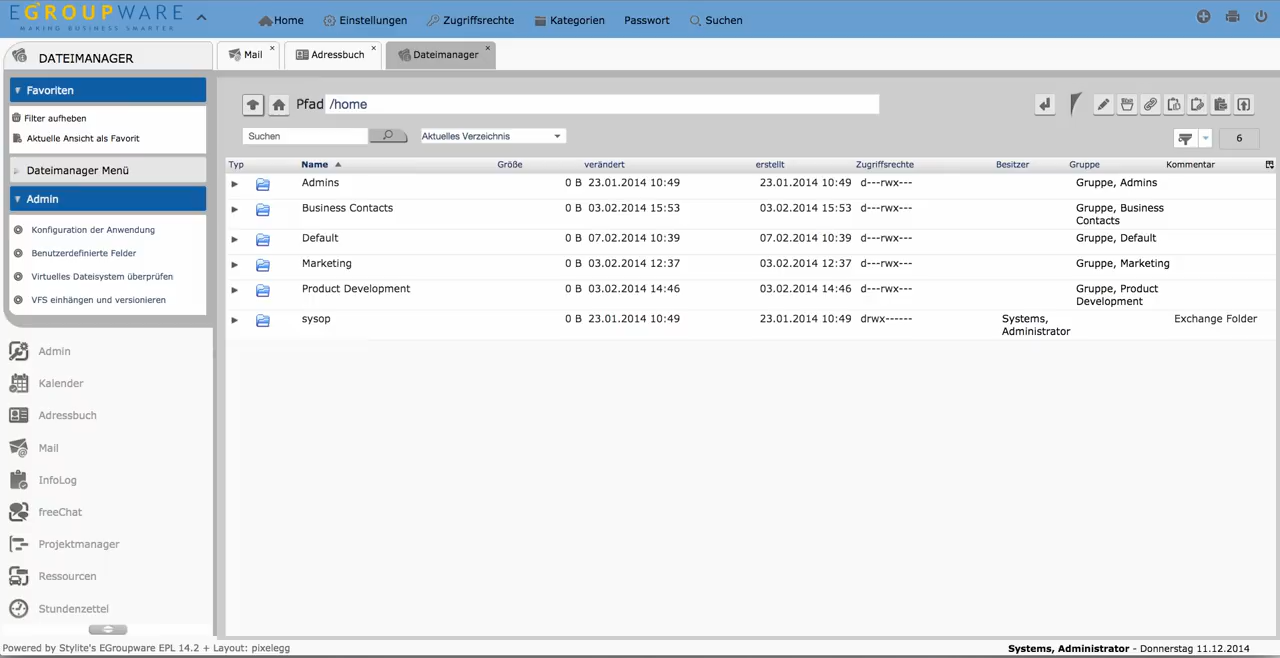 EGROUPWARE
MAKING BUSINESS SMARTER
Home Einstellungen Zugriffsrechte Kategorien Passwort Suchen
DATEIMANAGER
Mail × Adressbuch × Dateimanager ×
Favoriten
Filter aufheben
Aktuelle Ansicht als Favorit
Dateimanager Menü
Admin
Konfiguration der Anwendung
Benutzerdefinierte Felder
Virtuelles Dateisystem überprüfen
VFS einhängen und versionieren
Admin
Kalender
Adressbuch
Mail
InfoLog
freeChat
Projektmanager
Ressourcen
Stundenzettel
Pfad /home
Suchen Aktuelles Verzeichnis 6
Typ Name Größe verändert erstellt Zugriffsrechte Besitzer Gruppe Kommentar
Admins 0 B 23.01.2014 10:49 23.01.2014 10:49 d---rwx--- Gruppe, Admins
Business Contacts 0 B 03.02.2014 15:53 03.02.2014 15:53 d---rwx--- Gruppe, Business
Contacts
Default 0 B 07.02.2014 10:39 07.02.2014 10:39 d---rwx--- Gruppe, Default
Marketing 0 B 03.02.2014 12:37 03.02.2014 12:37 d---rwx--- Gruppe, Marketing
Product Development 0 B 03.02.2014 14:46 03.02.2014 14:46 d---rwx--- Gruppe, Product
Development
sysop 0 B 23.01.2014 10:49 23.01.2014 10:49 drwx------ Systems, Exchange Folder
Administrator
Powered by Stylite's EGroupware EPL 14.2 + Layout: pixelegg
Systems, Administrator - Donnerstag 11.12.2014